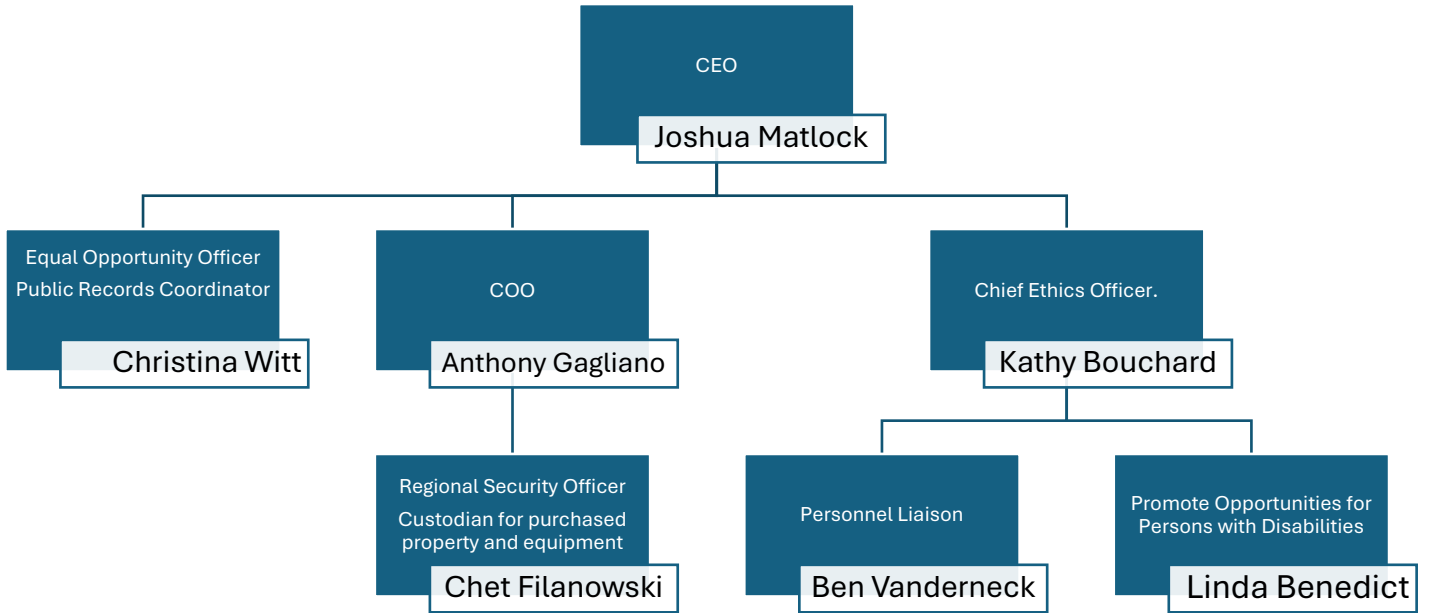 CEO
Joshua Matlock
Equal Opportunity Officer
Public Records Coordinator
Christina Witt
COO
Anthony Gagliano
Chief Ethics Officer.
Kathy Bouchard
Regional Security Officer
Custodian for purchased
property and equipment
Chet Filanowski
Personnel Liaison
Ben Vanderneck
Promote Opportunities for
Persons with Disabilities
Linda Benedict